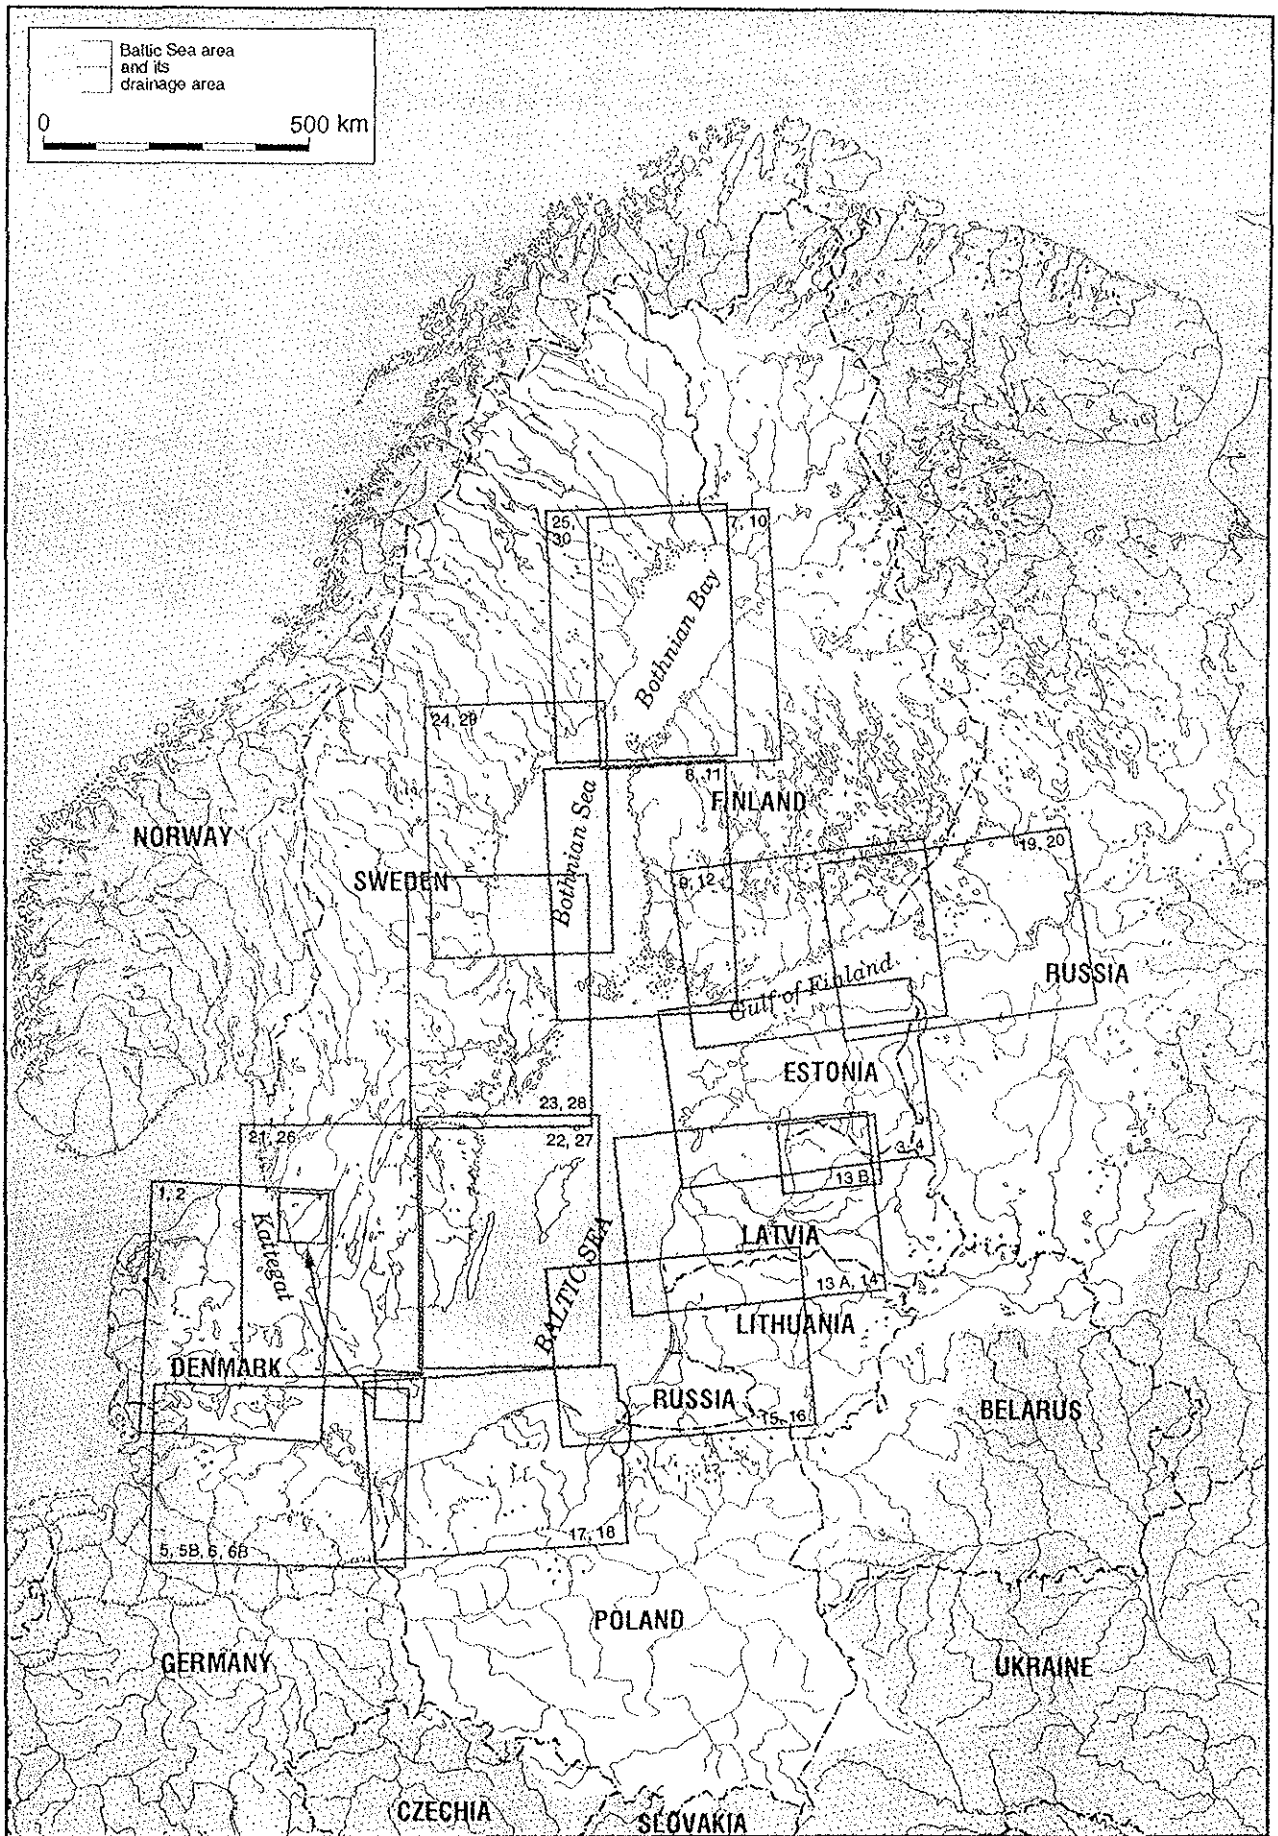 Baltic Sea area
and its
drainage area
0 500 km
25, 7, 10
30
Bothnian Bay
24, 29
8, 11
FINLAND
Bothnian Sea
NORWAY
19, 20
SWEDEN
9, 12
RUSSIA
Gulf of Finland
ESTONIA
23, 28
21, 26
22, 27
3, 4
13 B
1, 2
Kattegat
LATVIA
BALTIC SEA
13 A, 14
LITHUANIA
DENMARK
RUSSIA
15, 16
BELARUS
17, 18
5, 5B, 6, 6B
POLAND
GERMANY
UKRAINE
CZECHIA
SLOVAKIA